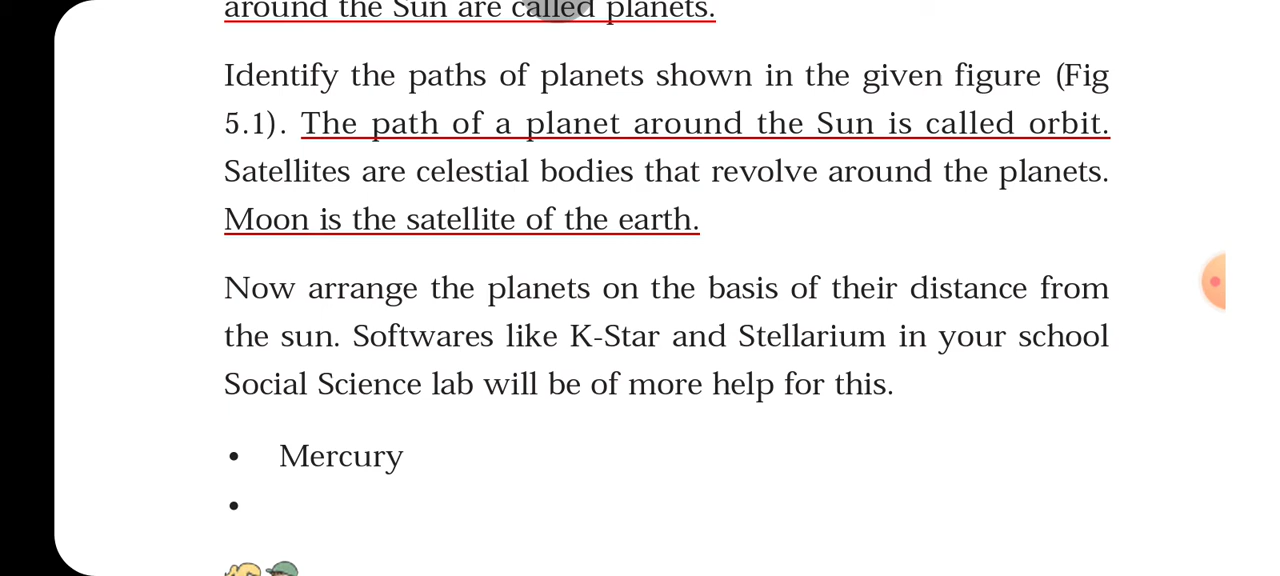 around the Sun are called planets.
Identify the paths of planets shown in the given figure (Fig
5.1). The path of a planet around the Sun is called orbit.
Satellites are celestial bodies that revolve around the planets.
Moon is the satellite of the earth.
Now arrange the planets on the basis of their distance from
the sun. Softwares like K-Star and Stellarium in your school
Social Science lab will be of more help for this.
• Mercury
•